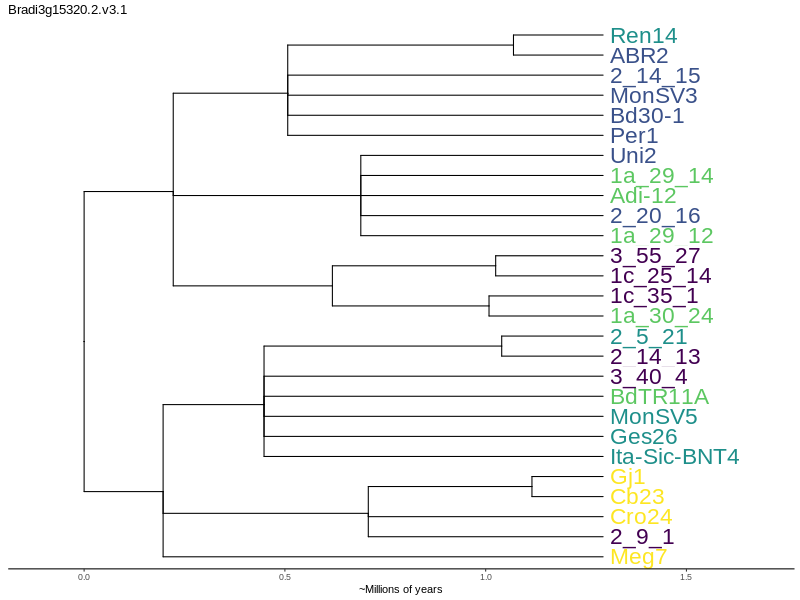 Bradi3g15320.2.v3.1
Ren14
ABR2
2_14_15
MonSV3
Bd30-1
Per1
Uni2
1a_29_14
Adi-12
2_20_16
1a_29_12
3_55_27
1c_25_14
1c_35_1
1a_30_24
2_5_21
2_14_13
3_40_4
BdTR11A
MonSV5
Ges26
Ita-Sic-BNT4
Gj1
Cb23
Cro24
2_9_1
Meg7
0.0 0.5 1.0 1.5
~Millions of years